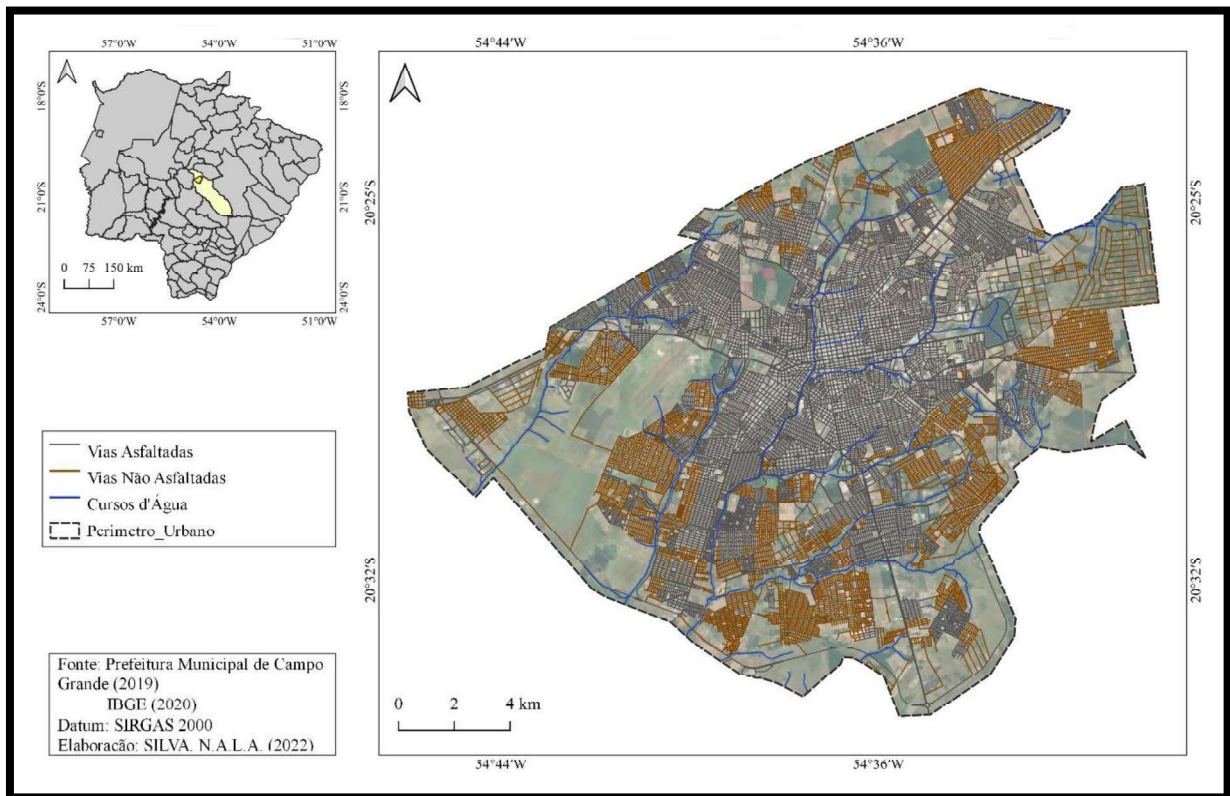 57°0'W 54°0'W 51°0'W
18°0'S
21°0'S
24°0'S
18°0'S
21°0'S
24°0'S
0 75 150 km
57°0'W 54°0'W 51°0'W
Vias Asfaltadas
Vias Não Asfaltadas
Cursos d'Água
Perimetro_Urbano
Fonte: Prefeitura Municipal de Campo
Grande (2019)
IBGE (2020)
Datum: SIRGAS 2000
Elaboração: SILVA. N.A.L.A. (2022)
54°44'W 54°36'W
20°25'S
20°32'S
20°25'S
20°32'S
0 2 4 km
54°44'W 54°36'W